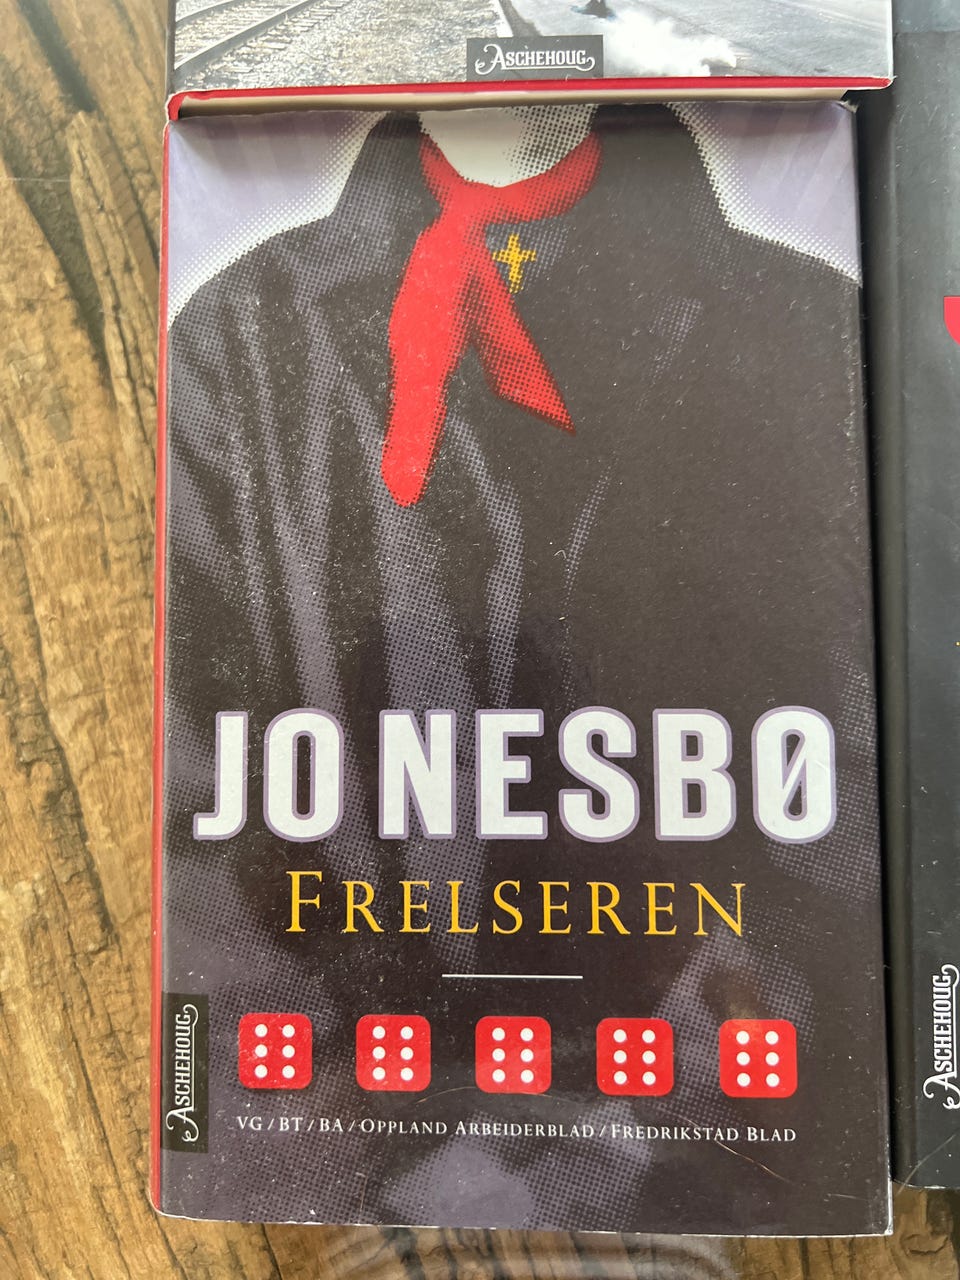 ASCHEHOUG
JO NESBØ
FRELSEREN
ASCHEHOUG
VG / BT / BA / OPPLAND ARBEIDERBLAD / FREDRIKSTAD BLAD
ASCHEHOUG